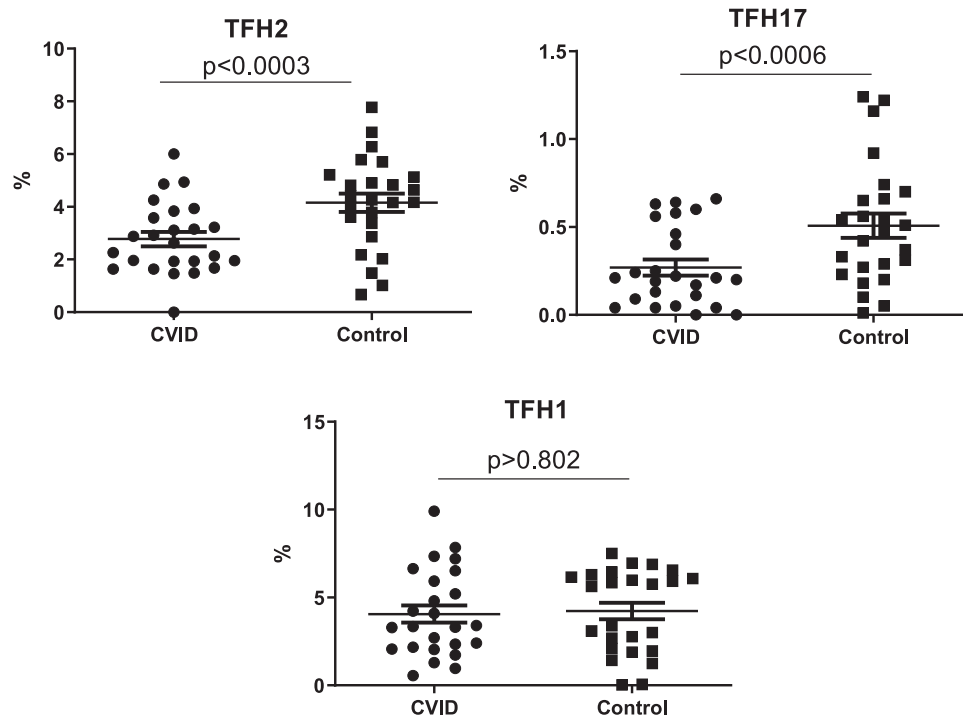 TFH2
p<0.0003
%
10
8
6
4
2
0
CVID Control
TFH17
p<0.0006
%
1.5
1.0
0.5
0.0
CVID Control
TFH1
p>0.802
%
15
10
5
0
CVID Control